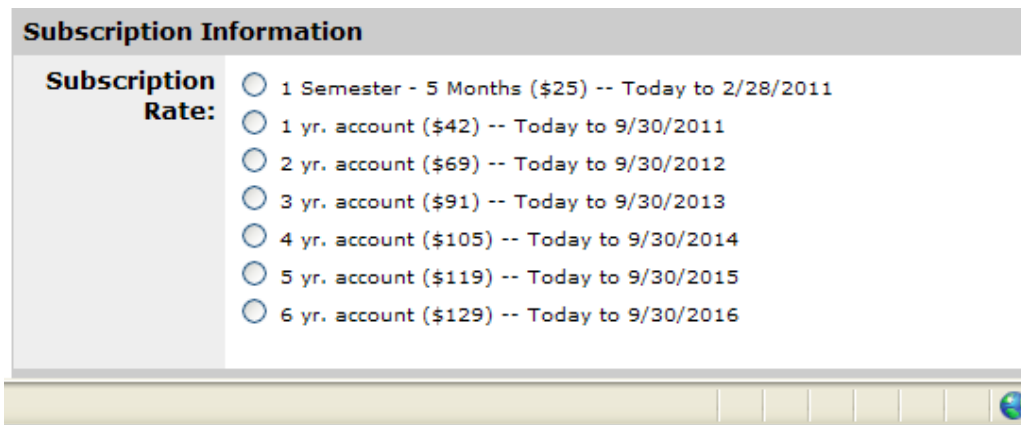 Subscription Information
Subscription Rate:
1 Semester - 5 Months ($25) -- Today to 2/28/2011
1 yr. account ($42) -- Today to 9/30/2011
2 yr. account ($69) -- Today to 9/30/2012
3 yr. account ($91) -- Today to 9/30/2013
4 yr. account ($105) -- Today to 9/30/2014
5 yr. account ($119) -- Today to 9/30/2015
6 yr. account ($129) -- Today to 9/30/2016